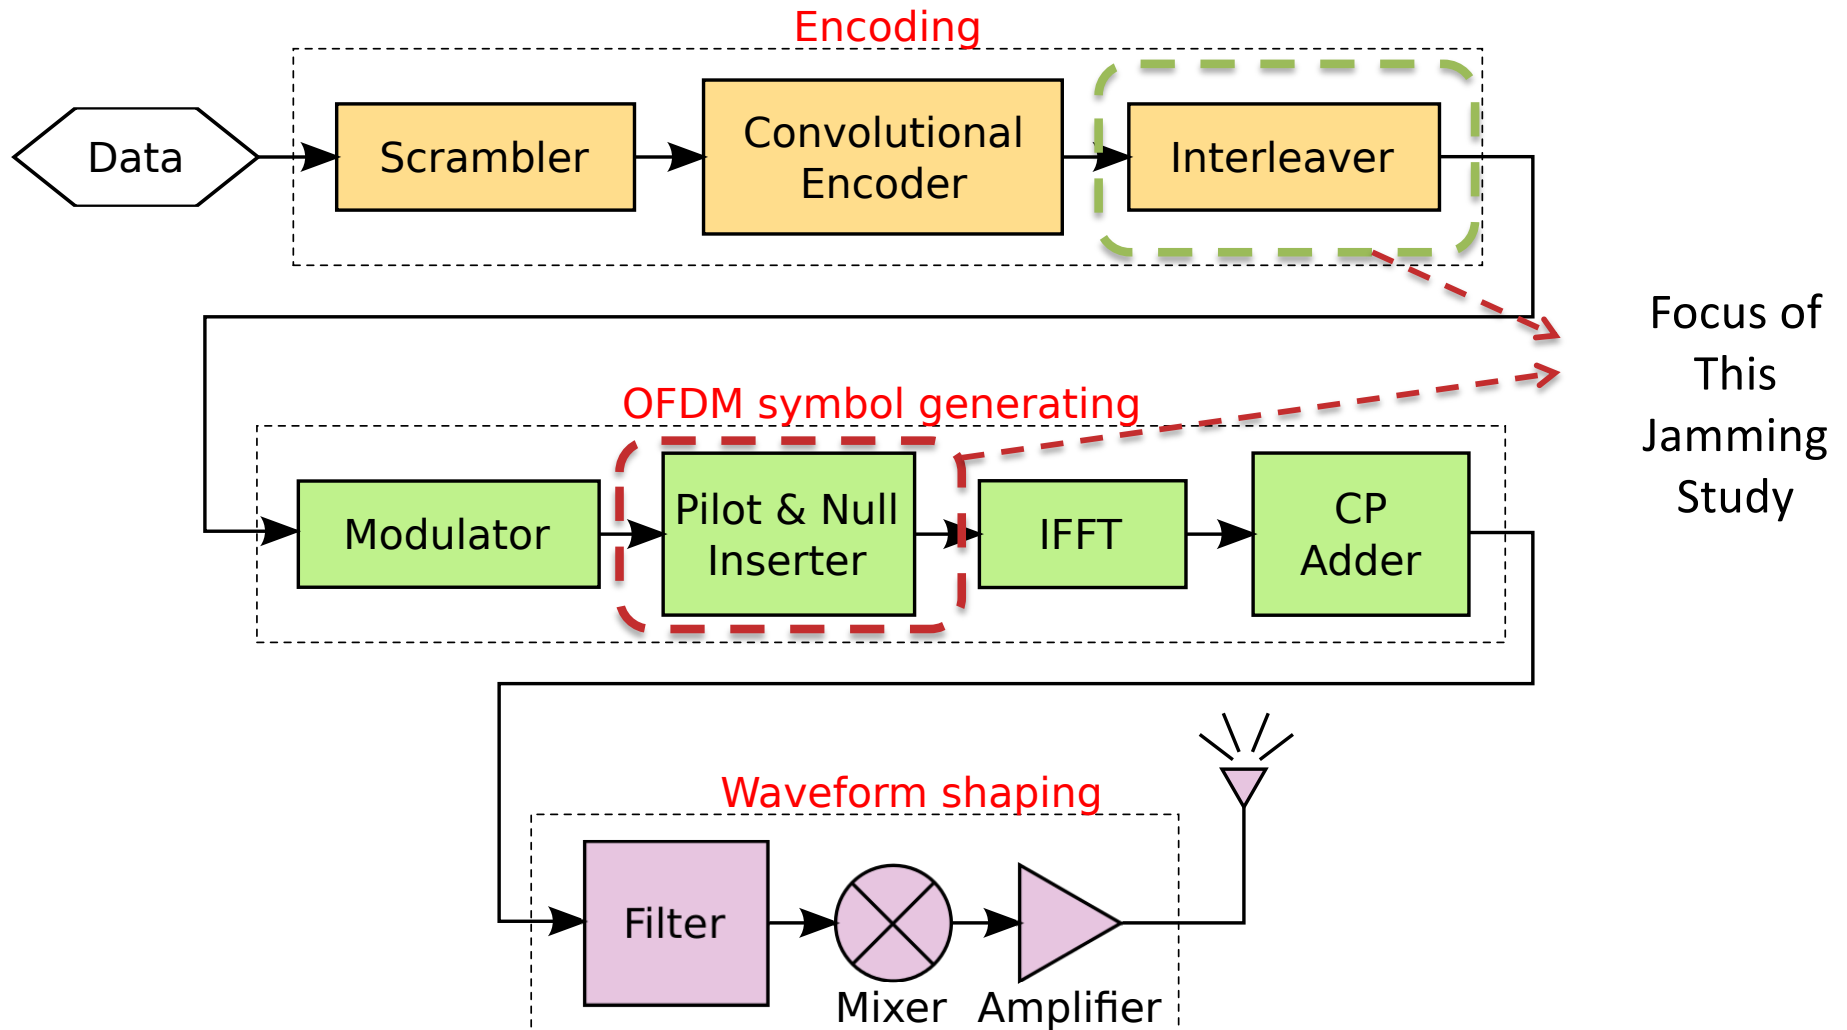 Encoding
Data
Scrambler
Convolutional
Encoder
Interleaver
Focus of
This
Jamming
Study
OFDM symbol generating
Modulator
Pilot & Null
Inserter
IFFT
CP
Adder
Waveform shaping
Filter
Mixer
Amplifier